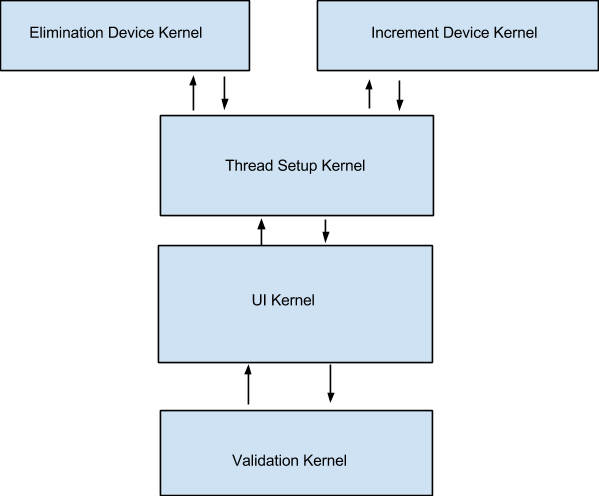 Elimination Device Kernel
Increment Device Kernel
Thread Setup Kernel
UI Kernel
Validation Kernel